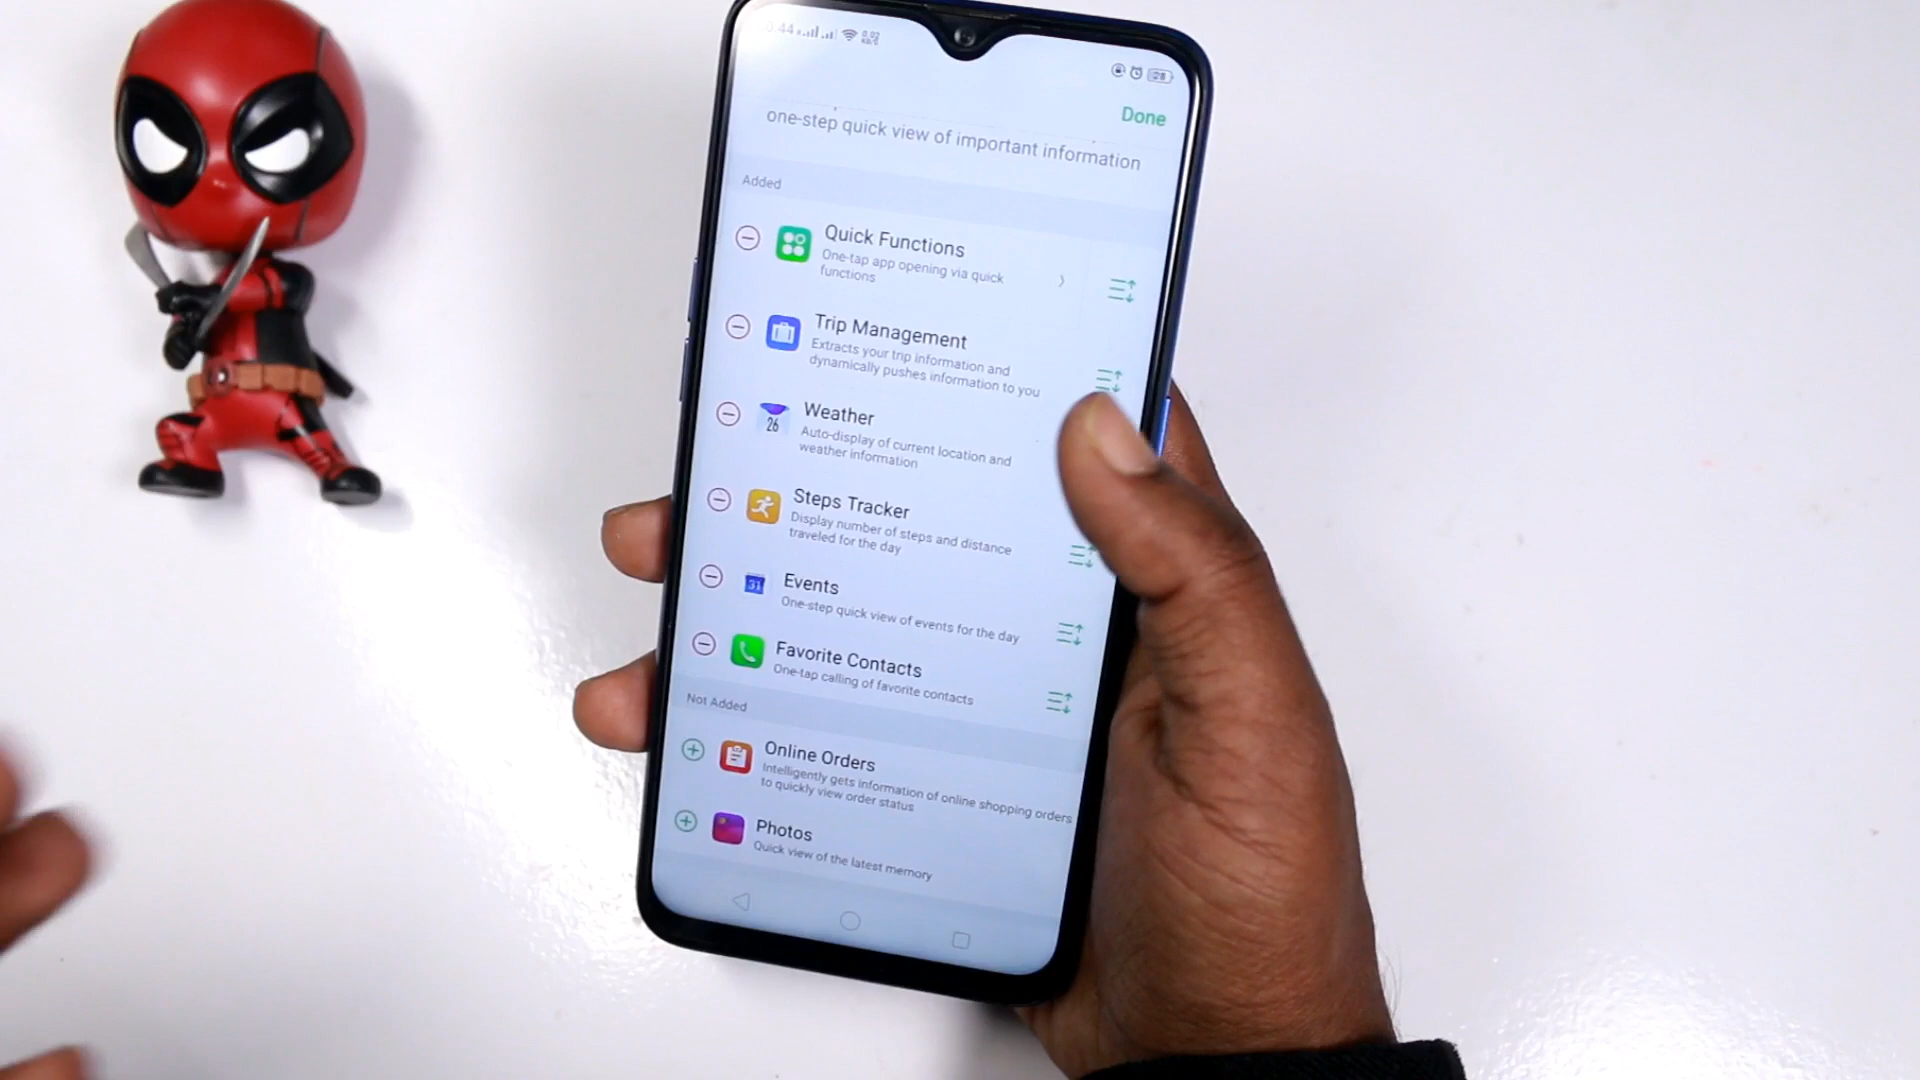 0.02
KB/S
28
Done
one-step quick view of important information
Added
Quick Functions
One-tap app opening via quick
functions
Trip Management
Extracts your trip information and
dynamically pushes information to you
26
Weather
Auto-display of current location and
weather information
Steps Tracker
Display number of steps and distance
traveled for the day
31
Events
One-step quick view of events for the day
Favorite Contacts
One-tap calling of favorite contacts
Not Added
Online Orders
Intelligently gets information of online shopping orders
to quickly view order status
Photos
Quick view of the latest memory